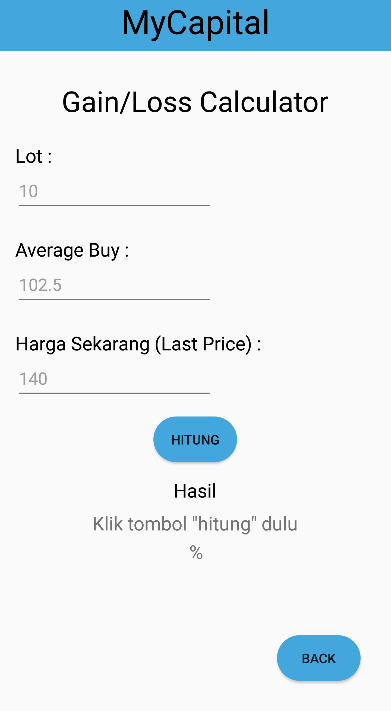 MyCapital
Gain/Loss Calculator
Lot :
10
Average Buy :
102.5
Harga Sekarang (Last Price) :
140
HITUNG
Hasil
Klik tombol "hitung" dulu
%
BACK